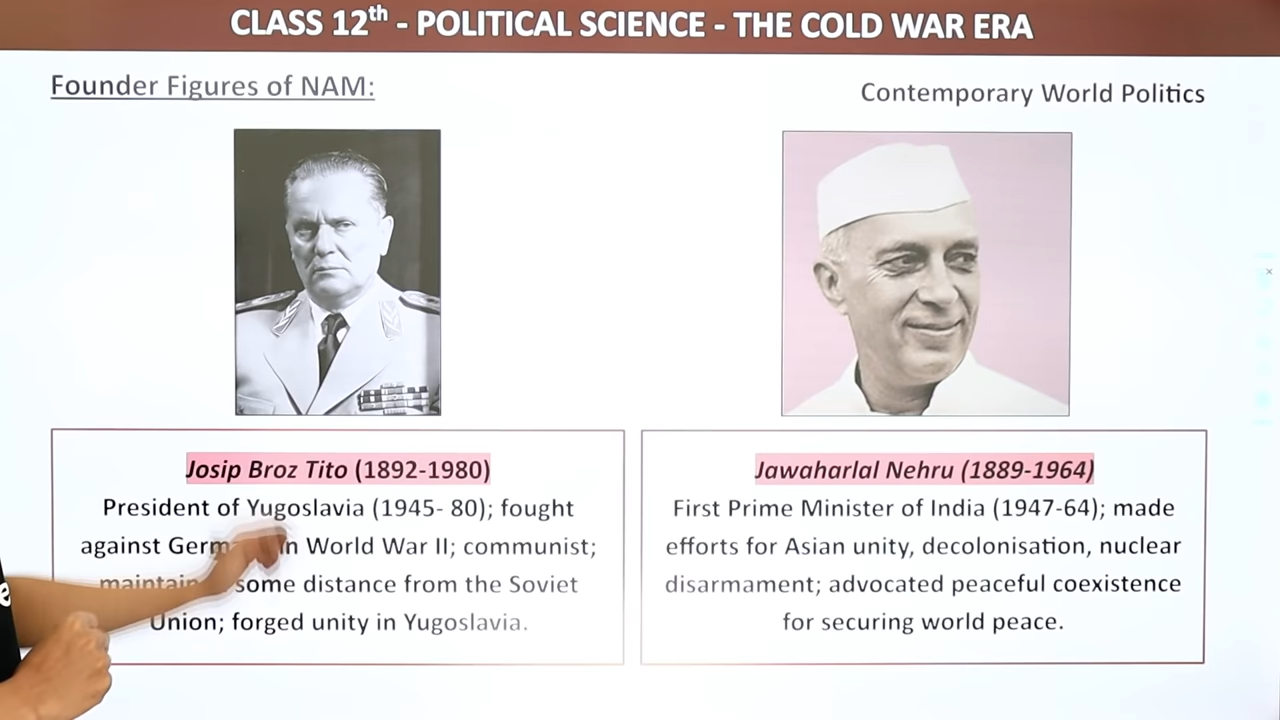 CLASS 12th - POLITICAL SCIENCE - THE COLD WAR ERA
Founder Figures of NAM:
Contemporary World Politics
Josip Broz Tito (1892-1980)
President of Yugoslavia (1945- 80); fought
against in World War II; communist;
some distance from the Soviet
Union; forged unity in Yugoslavia.
Jawaharlal Nehru (1889-1964)
First Prime Minister of India (1947-64); made
efforts for Asian unity, decolonisation, nuclear
disarmament; advocated peaceful coexistence
for securing world peace.